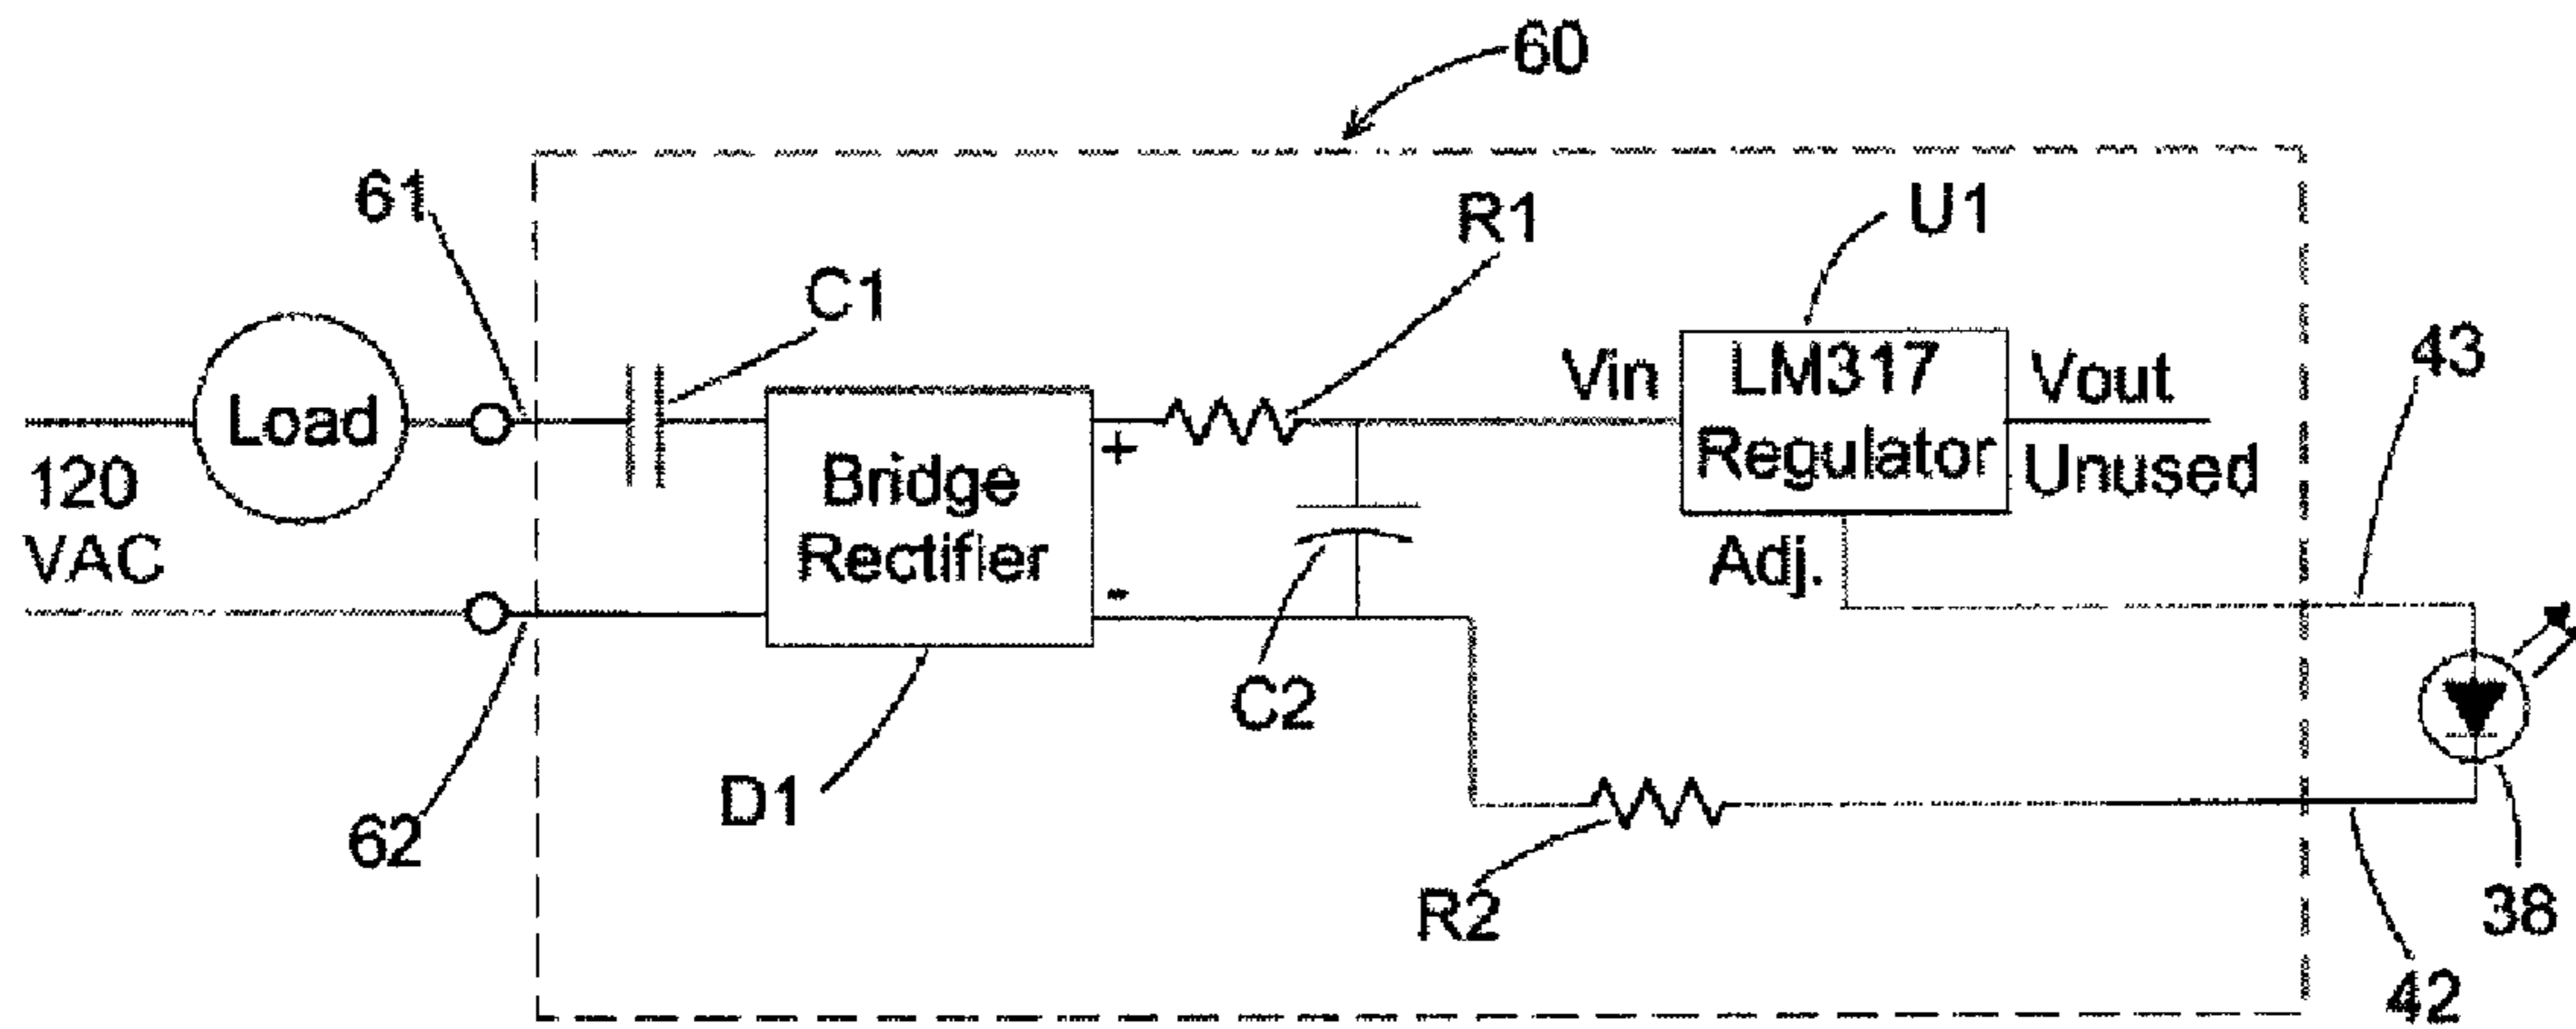 60
61
R1
U1
C1
Vin
LM317
Regulator
Vout
Unused
43
Load
120
VAC
+
-
Bridge
Rectifier
Adj.
C2
D1
62
R2
38
42